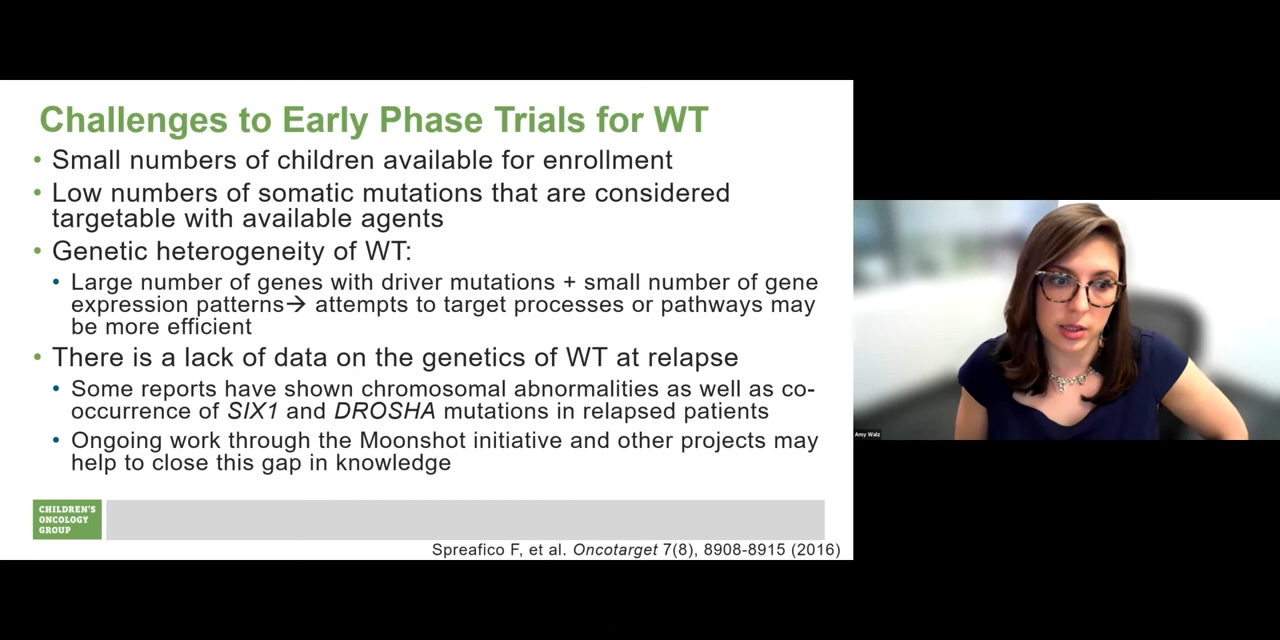 Challenges to Early Phase Trials for WT
• Small numbers of children available for enrollment
• Low numbers of somatic mutations that are considered
targetable with available agents
• Genetic heterogeneity of WT:
• Large number of genes with driver mutations + small number of gene
expression patterns→ attempts to target processes or pathways may
be more efficient
• There is a lack of data on the genetics of WT at relapse
• Some reports have shown chromosomal abnormalities as well as co-
occurrence of SIX1 and DROSHA mutations in relapsed patients
• Ongoing work through the Moonshot initiative and other projects may
help to close this gap in knowledge
CHILDREN'S
ONCOLOGY
GROUP
Spreafico F, et al. Oncotarget 7(8), 8908-8915 (2016)
Amy Walz